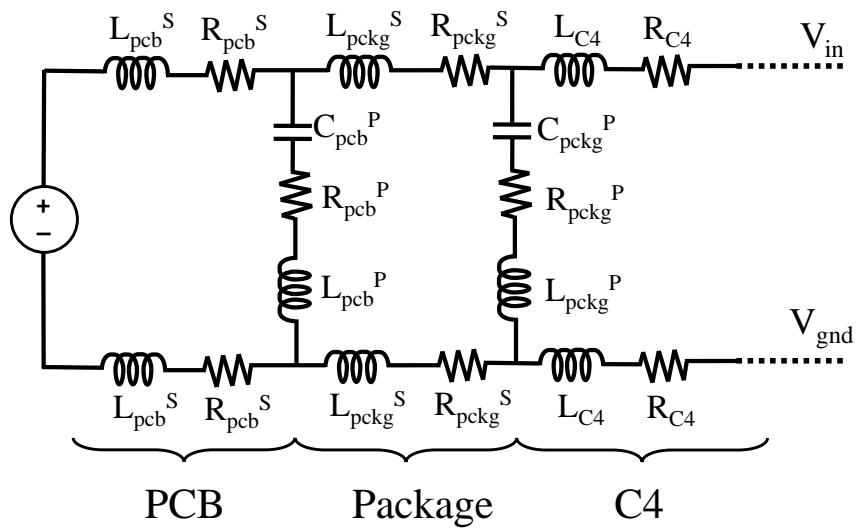 L_pcb^S R_pcb^S L_pckg^S R_pckg^S L_C4 R_C4 V_in
C_pcb^P C_pckg^P
R_pcb^P R_pckg^P
+
−
L_pcb^P L_pckg^P
V_gnd
L_pcb^S R_pcb^S L_pckg^S R_pckg^S L_C4 R_C4
PCB Package C4